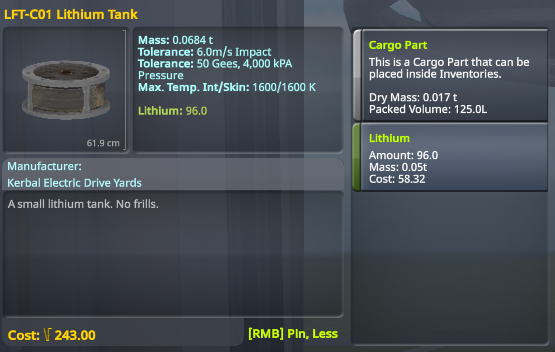 LFT-C01 Lithium Tank
Mass: 0.0684 t
Tolerance: 6.0m/s Impact
Tolerance: 50 Gees, 4,000 kPA
Pressure
Max. Temp. Int/Skin: 1600/1600 K
Lithium: 96.0
61.9 cm
Manufacturer:
Kerbal Electric Drive Yards
A small lithium tank. No frills.
Cost: 243.00
[RMB] Pin, Less
Cargo Part
This is a Cargo Part that can be
placed inside Inventories.
Dry Mass: 0.017 t
Packed Volume: 125.0L
Lithium
Amount: 96.0
Mass: 0.05t
Cost: 58.32